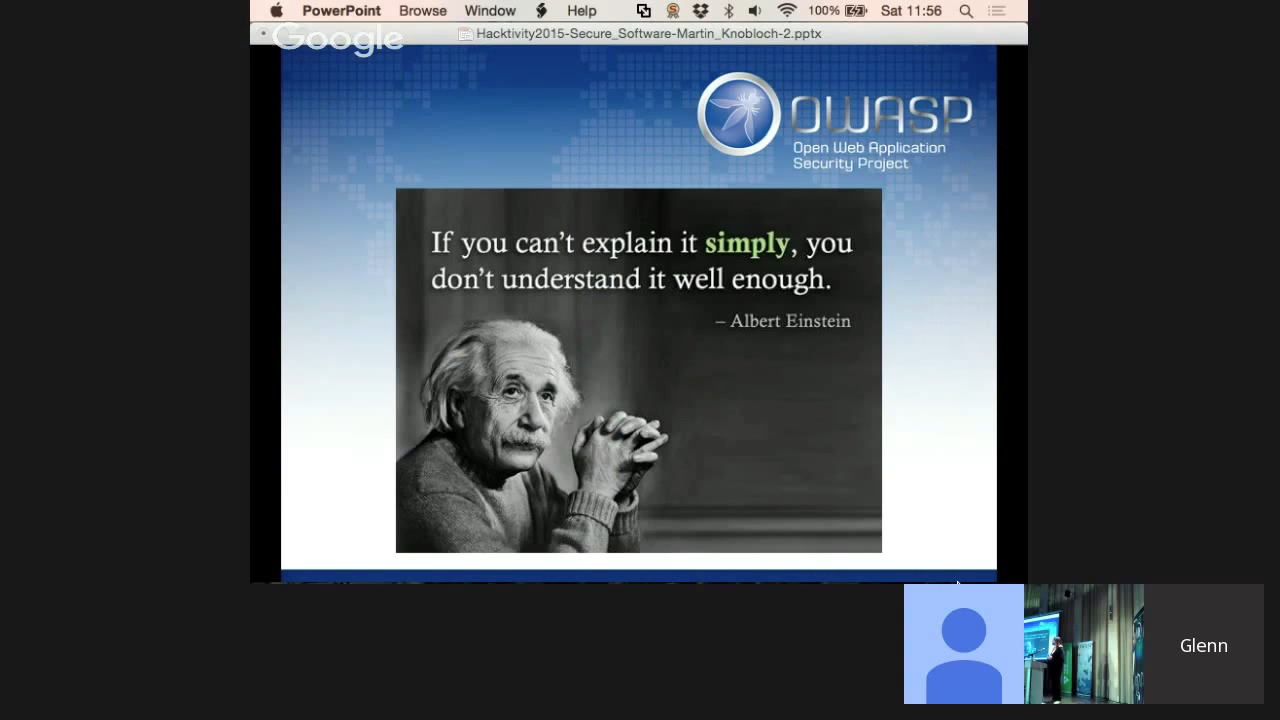 PowerPoint Browse Window Help 100% Sat 11:56
Google
Hacktivity2015-Secure_Software-Martin_Knobloch-2.pptx
OWASP
Open Web Application
Security Project
If you can't explain it simply, you
don't understand it well enough.
– Albert Einstein
Glenn